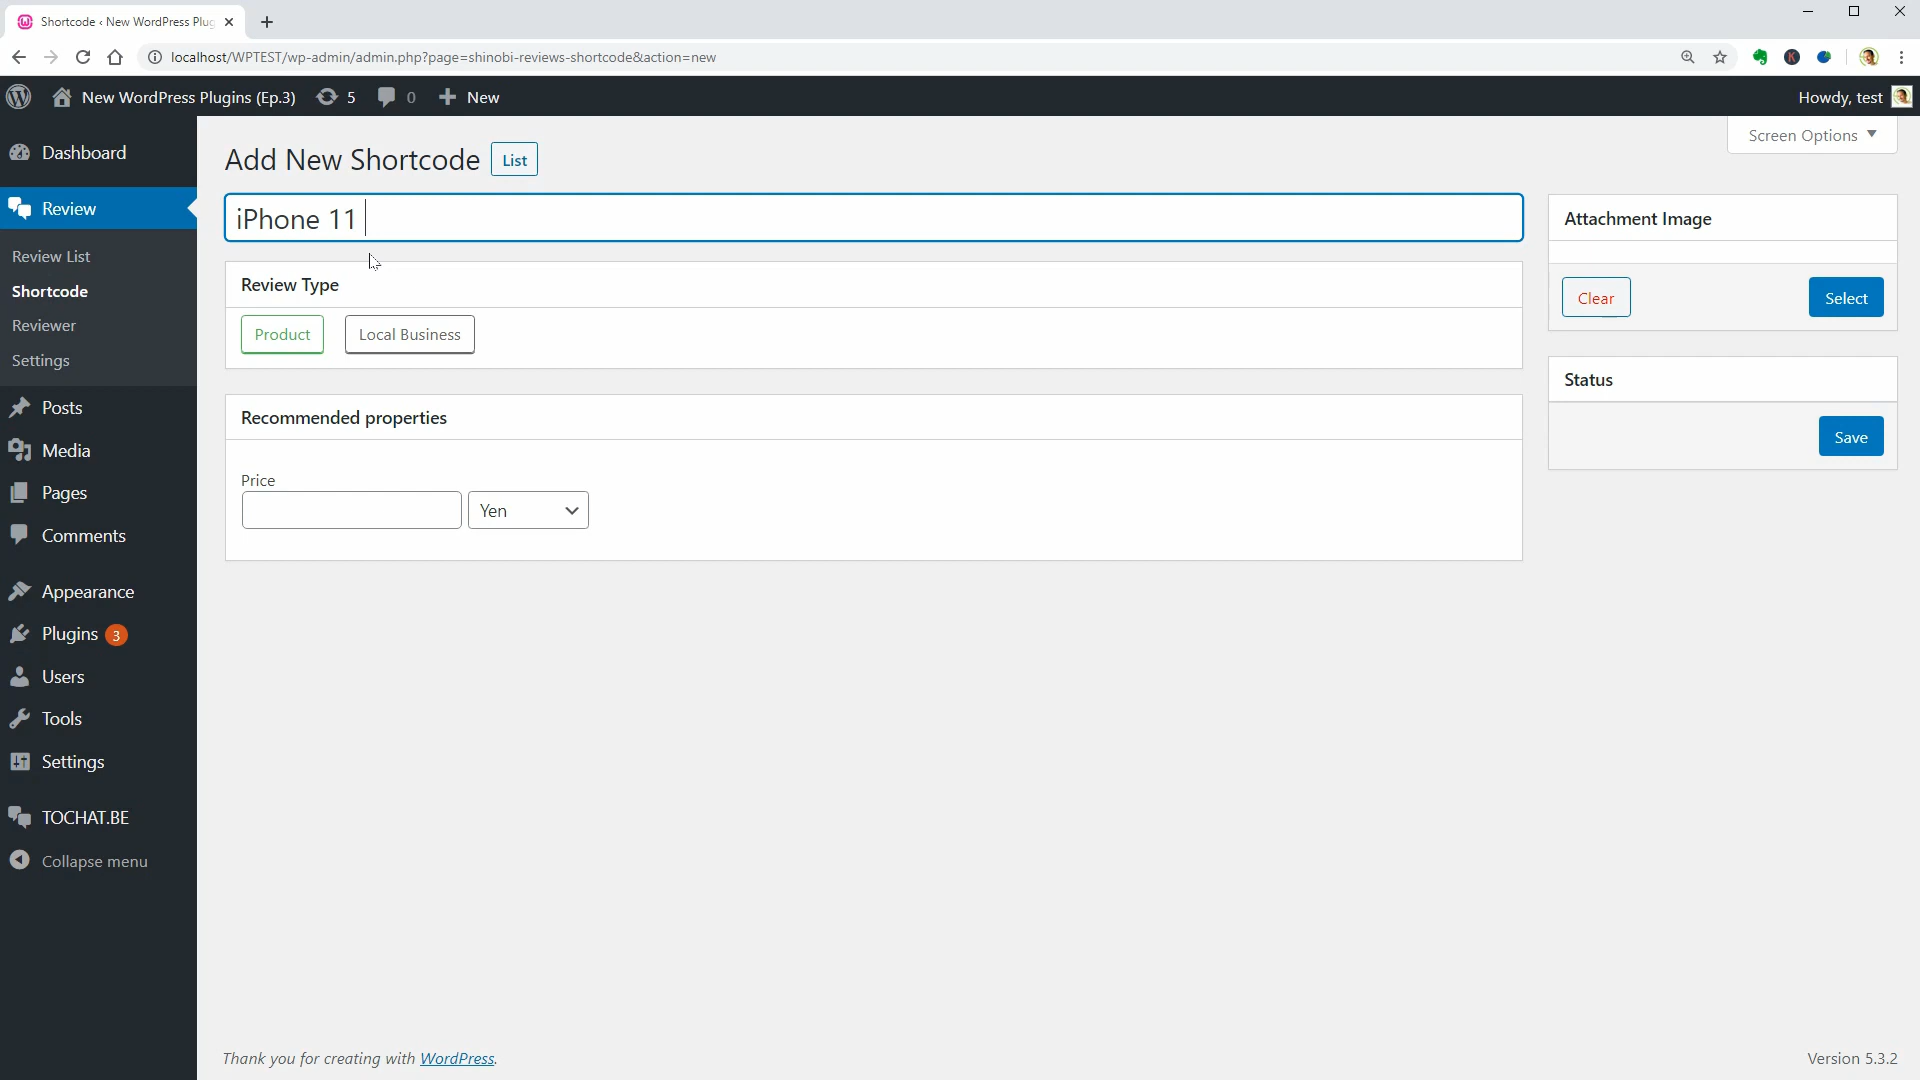 Shortcode ‹ New WordPress Plug
localhost/WPTEST/wp-admin/admin.php?page=shinobi-reviews-shortcode&action=new
New WordPress Plugins (Ep.3) 5 0 New
Howdy, test
Screen Options
Dashboard
Review
Review List
Shortcode
Reviewer
Settings
Posts
Media
Pages
Comments
Appearance
Plugins 3
Users
Tools
Settings
TOCHAT.BE
Collapse menu
Add New Shortcode List
iPhone 11
Review Type
Product Local Business
Recommended properties
Price
Yen
Attachment Image
Clear Select
Status
Save
Thank you for creating with WordPress.
Version 5.3.2